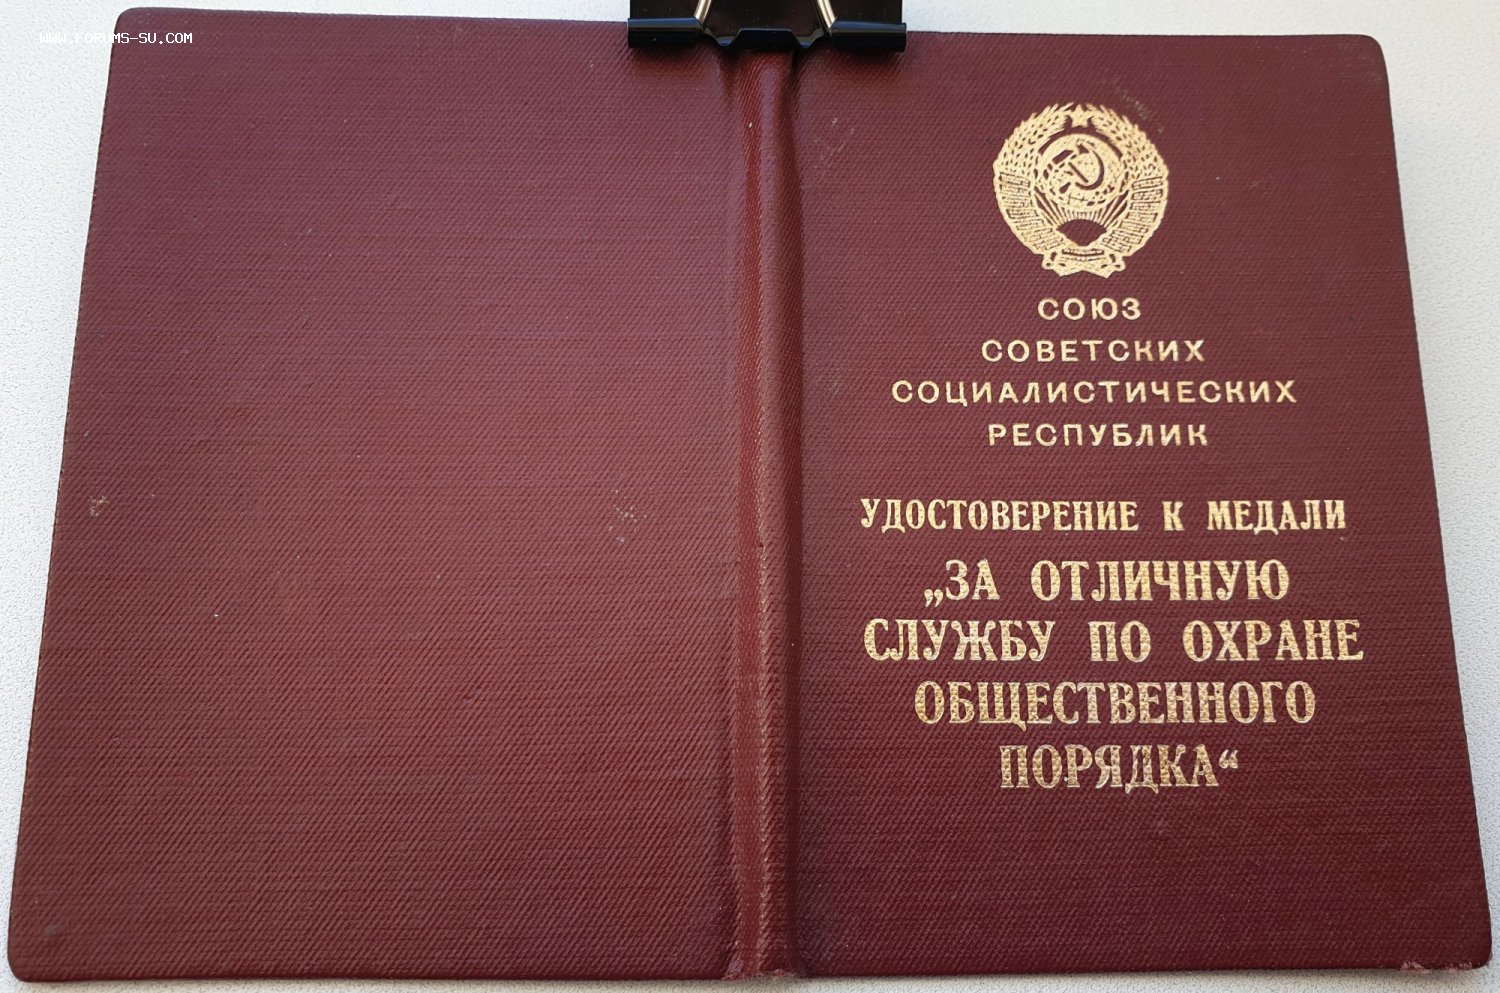 WWW.FORUMS-SU.COM
СОЮЗ
СОВЕТСКИХ
СОЦИАЛИСТИЧЕСКИХ
РЕСПУБЛИК
УДОСТОВЕРЕНИЕ К МЕДАЛИ
„ЗА ОТЛИЧНУЮ
СЛУЖБУ ПО ОХРАНЕ
ОБЩЕСТВЕННОГО
ПОРЯДКА“